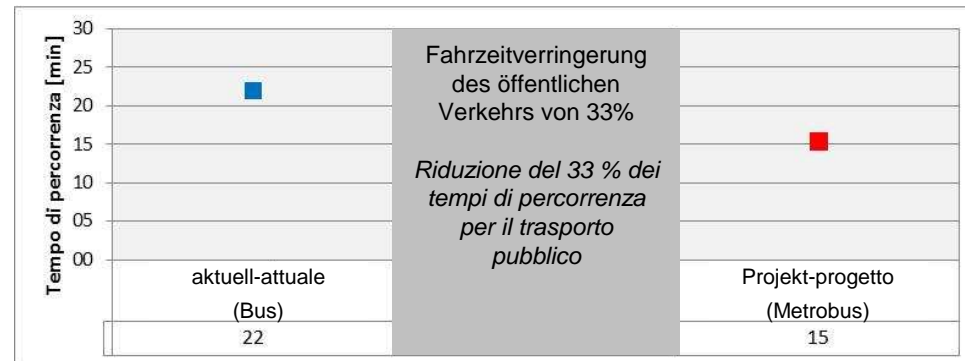 Tempo di percorrenza [min]
30
25
20
15
10
05
00
Fahrzeitverringerung
des öffentlichen
Verkehrs von 33%
Riduzione del 33 % dei
tempi di percorrenza
per il trasporto
pubblico
aktuell-attuale
(Bus)
Projekt-progetto
(Metrobus)
22
15